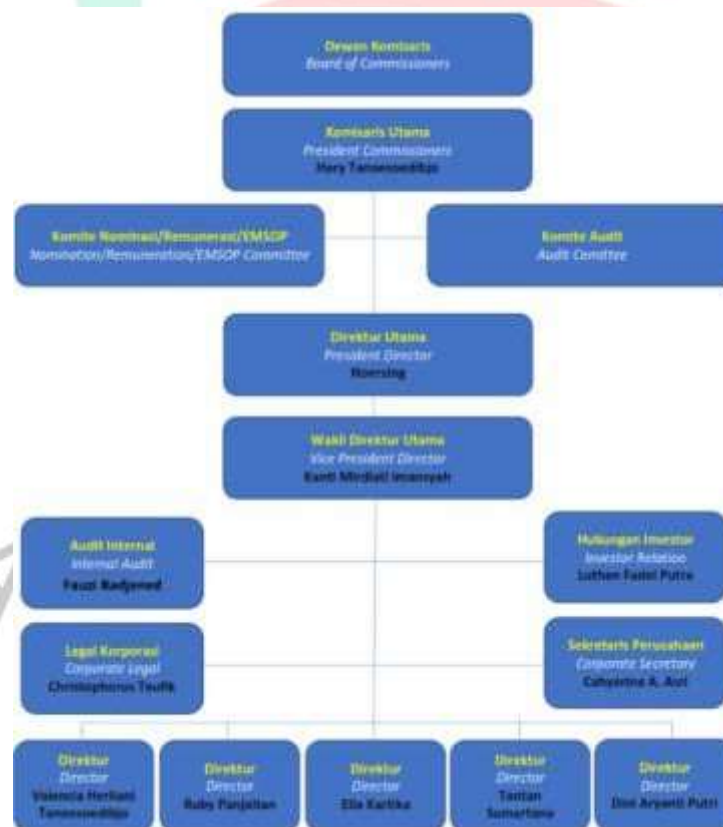 Dewan Komisaris
Board of Commissioners
Komisaris Utama
President Commissioners
Hary Tanoesoedibjo
Komite Nominasi/Remunerasi/EMSOP
Nomination/Remuneration/EMSOP Committee
Komite Audit
Audit Comittee
Direktur Utama
President Director
Noersing
Wakil Direktur Utama
Vice President Director
Kanti Mirdiati Imansyah
Audit Internal
Internal Audit
Fauzi Badjened
Hubungan Investor
Investor Relation
Luthan Fadel Putra
Legal Korporasi
Corporate Legal
Christophorus Taufik
Sekretaris Perusahaan
Corporate Secretary
A. Asri
Direktur
Director
Valencia Herliani
Tanoesoedibjo
Direktur
Director
Ruby Panjaitan
Direktur
Director
Ella Kartika
Direktur
Director
Tantan
Sumartana
Direktur
Director
Dini Aryanti Putri